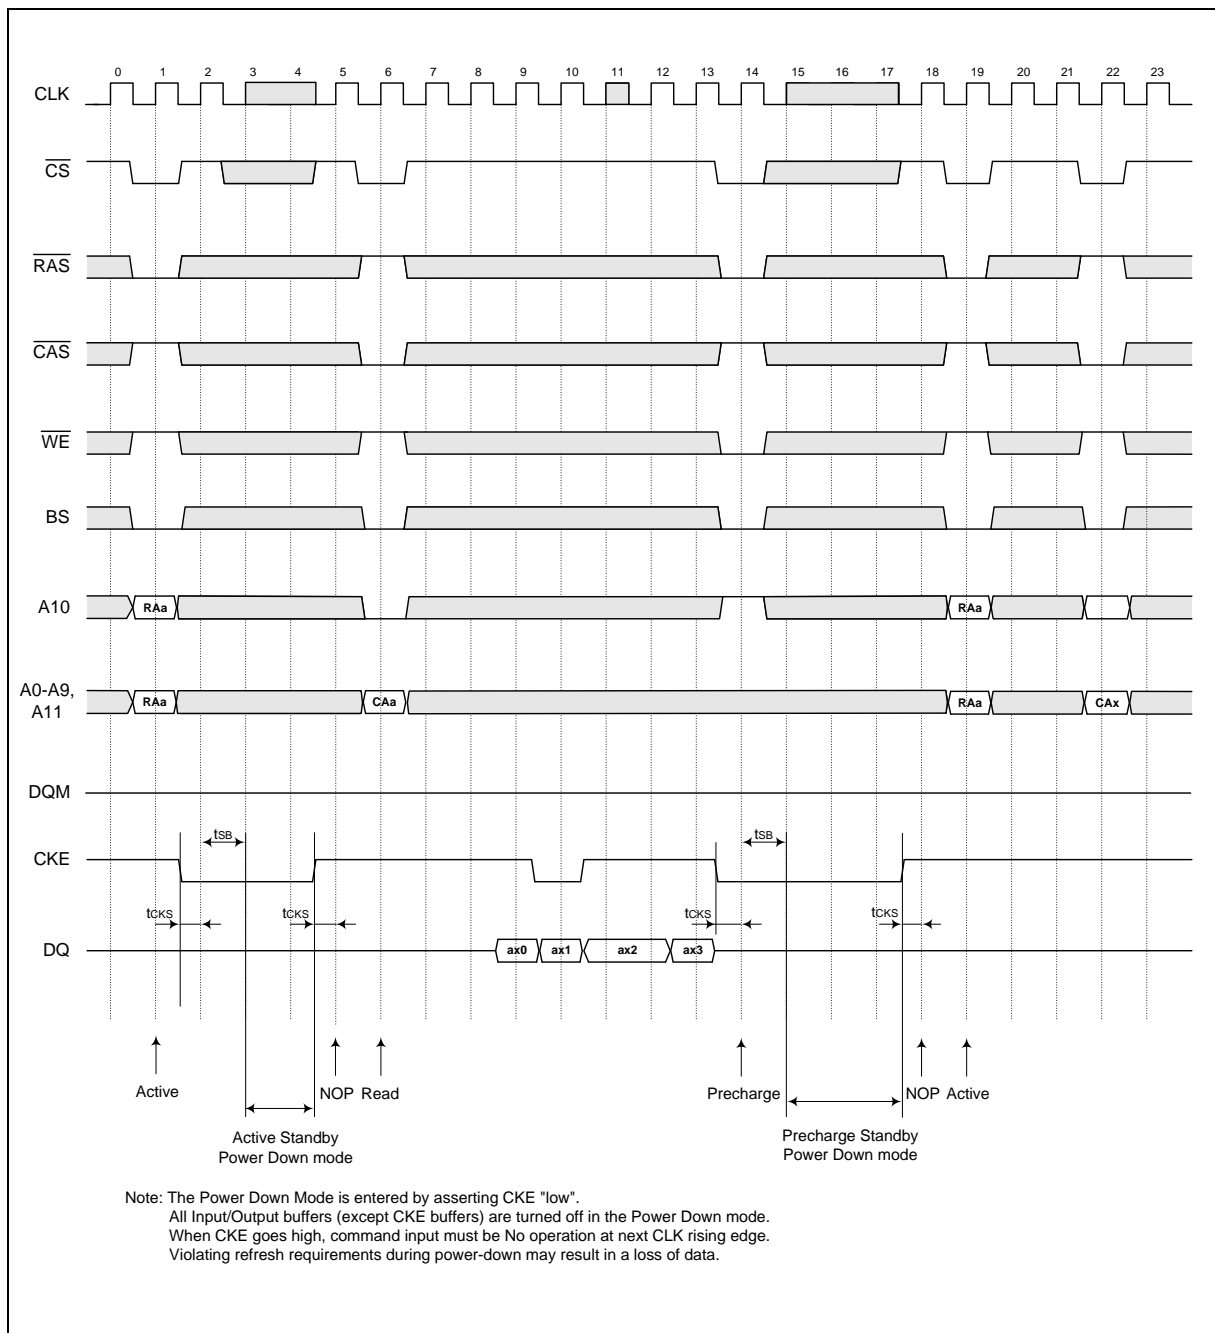 0 1 2 3 4 5 6 7 8 9 10 11 12 13 14 15 16 17 18 19 20 21 22 23
CLK
CS
RAS
CAS
WE
BS
A10 RAa RAa
A0-A9,
A11
RAa CAa RAa CAx
DQM
tSB tSB
CKE
tCKS tCKS tCKS tCKS
DQ ax0 ax1 ax2 ax3
Active NOP Read Precharge NOP Active
Active Standby
Power Down mode
Precharge Standby
Power Down mode
Note: The Power Down Mode is entered by asserting CKE "low".
All Input/Output buffers (except CKE buffers) are turned off in the Power Down mode.
When CKE goes high, command input must be No operation at next CLK rising edge.
Violating refresh requirements during power-down may result in a loss of data.